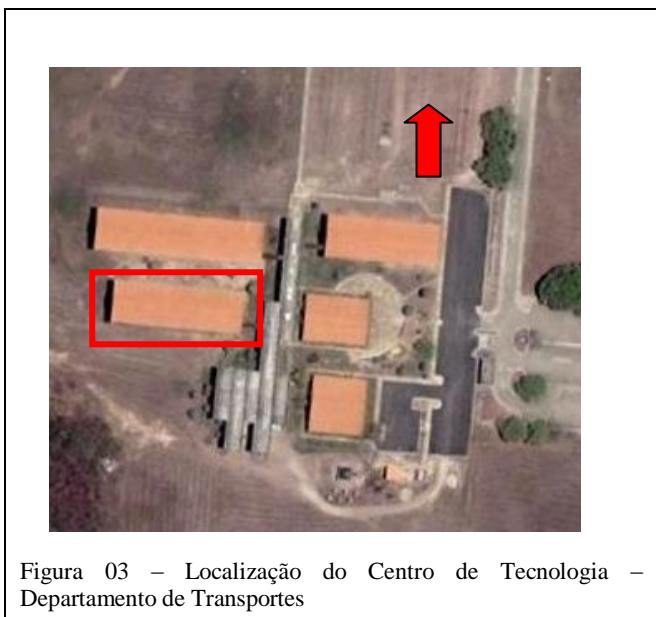 Figura 03 – Localização do Centro de Tecnologia –
Departamento de Transportes